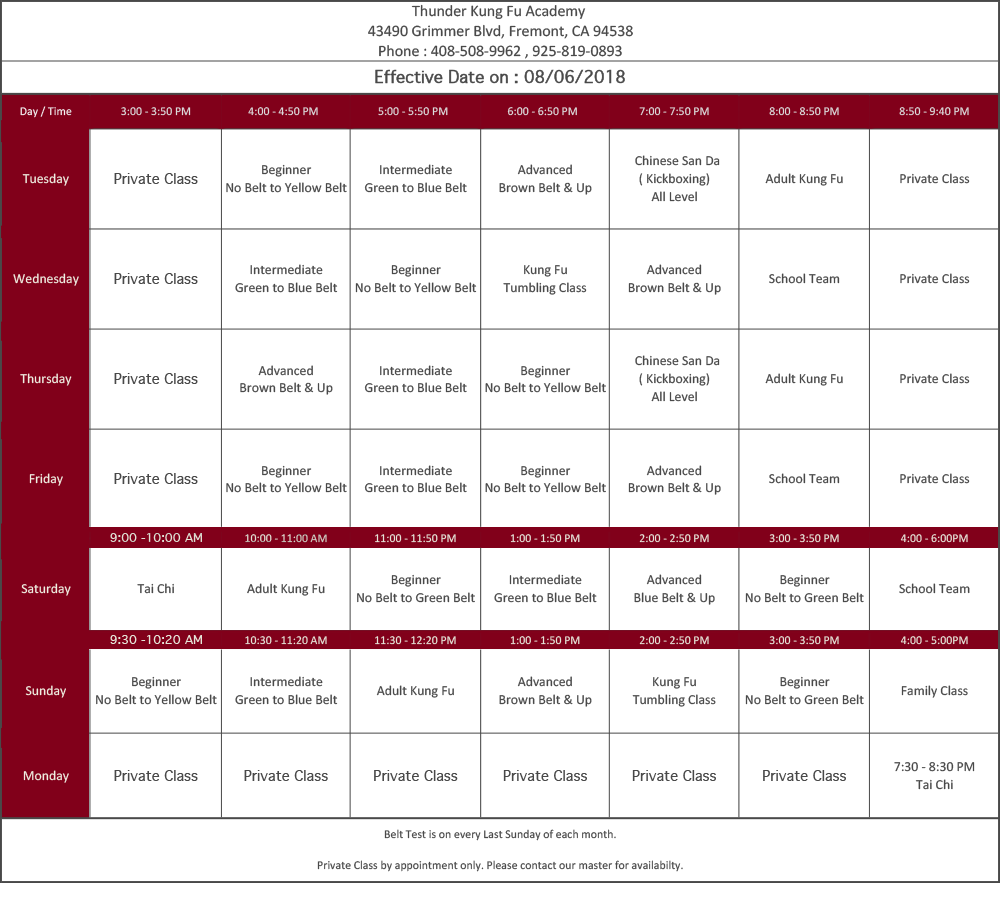 Thunder Kung Fu Academy
43490 Grimmer Blvd, Fremont, CA 94538
Phone : 408-508-9962 , 925-819-0893
Effective Date on : 08/06/2018
Day / Time 3:00 - 3:50 PM 4:00 - 4:50 PM 5:00 - 5:50 PM 6:00 - 6:50 PM 7:00 - 7:50 PM 8:00 - 8:50 PM 8:50 - 9:40 PM
Tuesday
Private Class
Beginner
No Belt to Yellow Belt
Intermediate
Green to Blue Belt
Advanced
Brown Belt & Up
Chinese San Da
( Kickboxing)
All Level
Adult Kung Fu
Private Class
Wednesday
Private Class
Intermediate
Green to Blue Belt
Beginner
No Belt to Yellow Belt
Kung Fu
Tumbling Class
Advanced
Brown Belt & Up
School Team
Private Class
Thursday
Private Class
Advanced
Brown Belt & Up
Intermediate
Green to Blue Belt
Beginner
No Belt to Yellow Belt
Chinese San Da
( Kickboxing)
All Level
Adult Kung Fu
Private Class
Friday
Private Class
Beginner
No Belt to Yellow Belt
Intermediate
Green to Blue Belt
Beginner
No Belt to Yellow Belt
Advanced
Brown Belt & Up
School Team
Private Class
9:00 -10:00 AM 10:00 - 11:00 AM 11:00 - 11:50 PM 1:00 - 1:50 PM 2:00 - 2:50 PM 3:00 - 3:50 PM 4:00 - 6:00PM
Saturday
Tai Chi
Adult Kung Fu
Beginner
No Belt to Green Belt
Intermediate
Green to Blue Belt
Advanced
Blue Belt & Up
Beginner
No Belt to Green Belt
School Team
9:30 -10:20 AM 10:30 - 11:20 AM 11:30 - 12:20 PM 1:00 - 1:50 PM 2:00 - 2:50 PM 3:00 - 3:50 PM 4:00 - 5:00PM
Sunday
Beginner
No Belt to Yellow Belt
Intermediate
Green to Blue Belt
Adult Kung Fu
Advanced
Brown Belt & Up
Kung Fu
Tumbling Class
Beginner
No Belt to Green Belt
Family Class
Monday
Private Class
Private Class
Private Class
Private Class
Private Class
Private Class
7:30 - 8:30 PM
Tai Chi
Belt Test is on every Last Sunday of each month.
Private Class by appointment only. Please contact our master for availabilty.